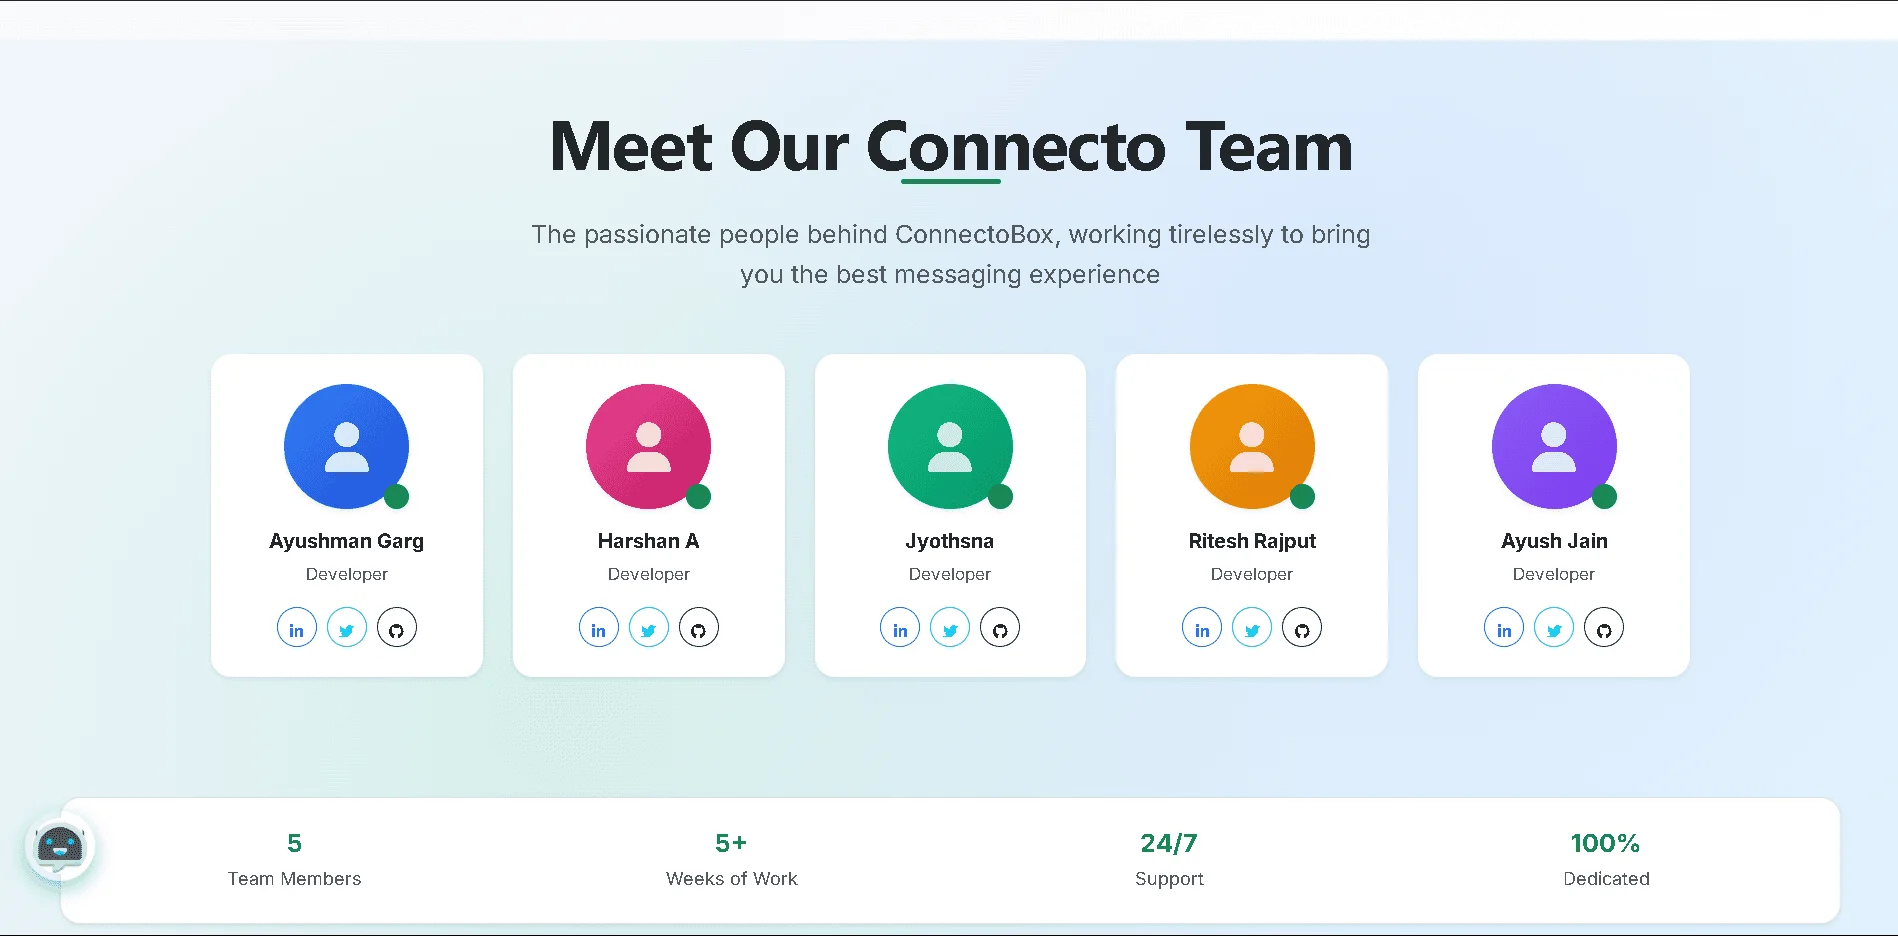 Meet Our Connecto Team
The passionate people behind ConnectoBox, working tirelessly to bring
you the best messaging experience
Ayushman Garg
Developer
in
Harshan A
Developer
in
Jyothsna
Developer
in
Ritesh Rajput
Developer
in
Ayush Jain
Developer
in
5
Team Members
5+
Weeks of Work
24/7
Support
100%
Dedicated